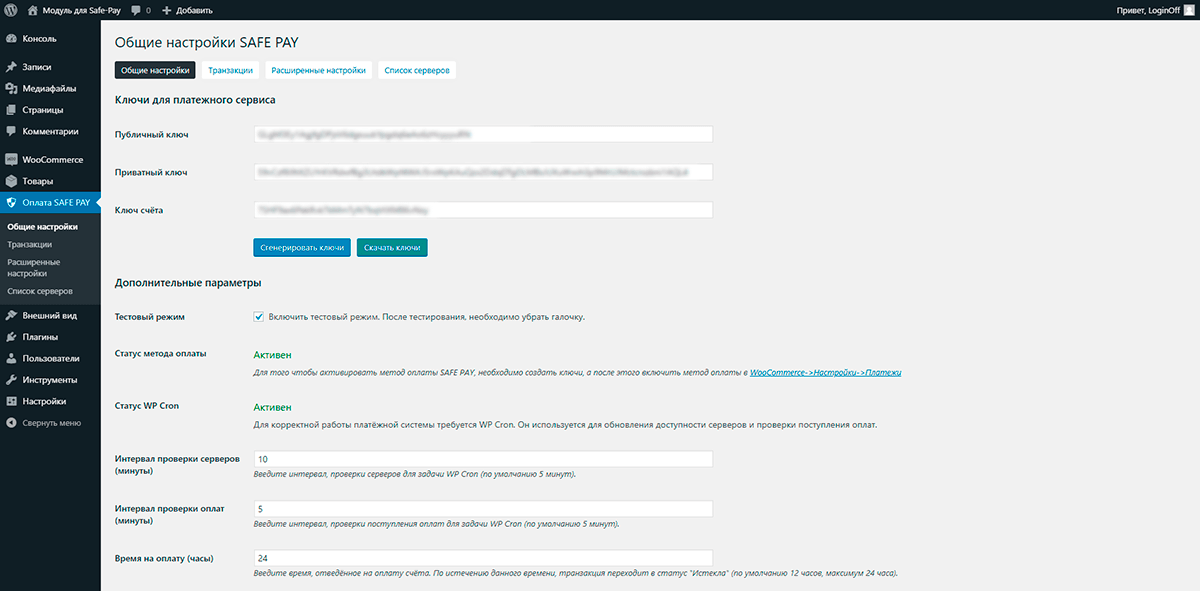 Модуль для Safe-Pay 0 Добавить Привет, LoginOff
Консоль
Записи
Медиафайлы
Страницы
Комментарии
WooCommerce
Товары
Оплата SAFE PAY
Общие настройки
Транзакции
Расширенные
настройки
Список серверов
Внешний вид
Плагины
Пользователи
Инструменты
Настройки
Свернуть меню
Общие настройки SAFE PAY
Общие настройки Транзакции Расширенные настройки Список серверов
Ключи для платежного сервиса
Публичный ключ
Приватный ключ
Ключ счёта
Сгенерировать ключи Скачать ключи
Дополнительные параметры
Тестовый режим Включить тестовый режим. После тестирования, необходимо убрать галочку.
Статус метода оплаты Активен
Для того чтобы активировать метод оплаты SAFE PAY, необходимо создать ключи, а после этого включить метод оплаты в WooCommerce->Настройки->Платежи
Статус WP Cron Активен
Для корректной работы платёжной системы требуется WP Cron. Он используется для обновления доступности серверов и проверки поступления оплат.
Интервал проверки серверов
(минуты)
10
Введите интервал, проверки серверов для задачи WP Cron (по умолчанию 5 минут).
Интервал проверки оплат
(минуты)
5
Введите интервал, проверки поступления оплат для задачи WP Cron (по умолчанию 5 минут).
Время на оплату (часы) 24
Введите время, отведённое на оплату счёта. По истечению данного времени, транзакция переходит в статус "Истекла" (по умолчанию 12 часов, максимум 24 часа).